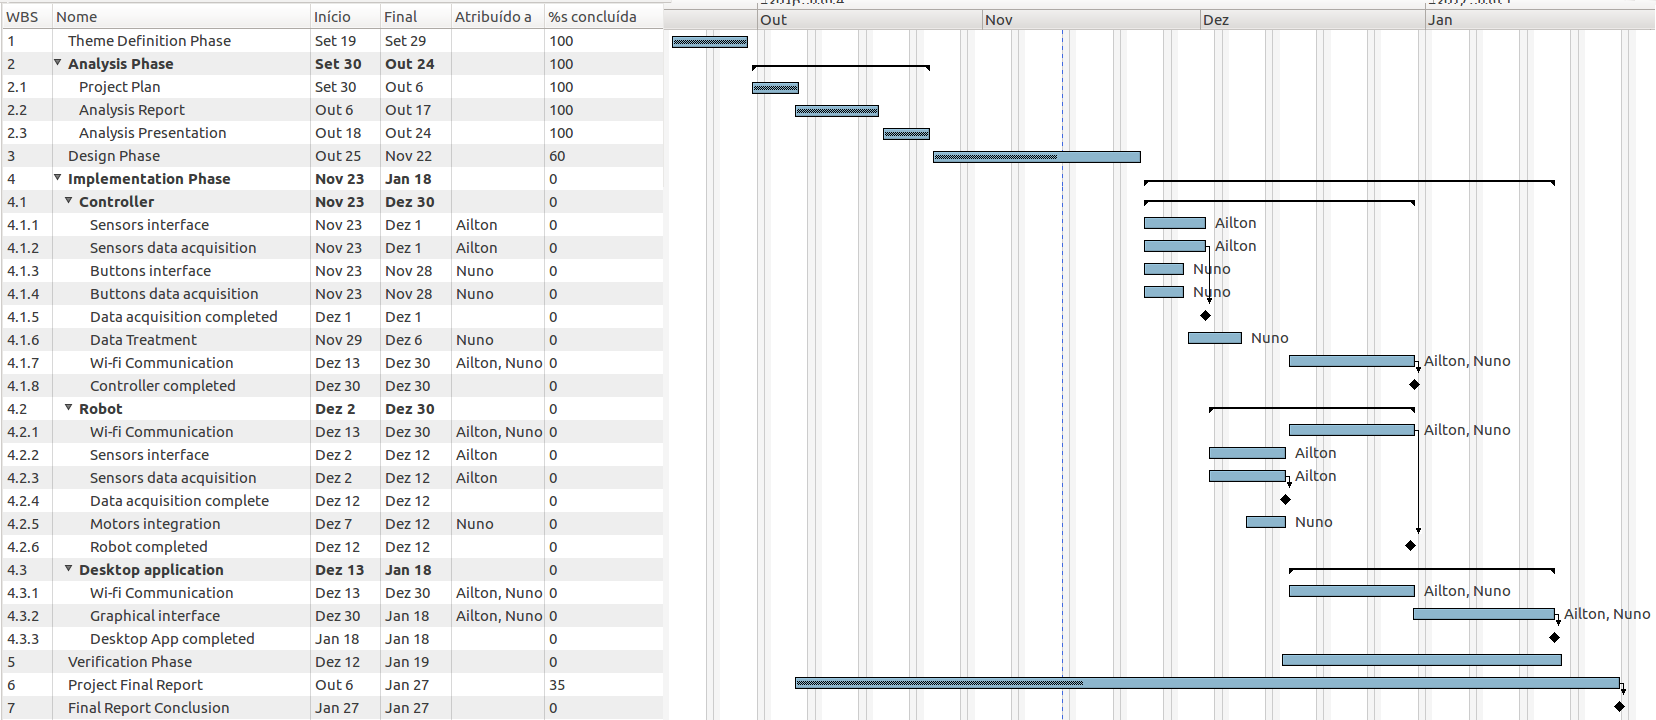 WBS Nome Início Final Atribuído a %s concluída Out Nov Dez Jan
1 Theme Definition Phase Set 19 Set 29 100
2 Analysis Phase Set 30 Out 24 100
2.1 Project Plan Set 30 Out 6 100
2.2 Analysis Report Out 6 Out 17 100
2.3 Analysis Presentation Out 18 Out 24 100
3 Design Phase Out 25 Nov 22 60
4 Implementation Phase Nov 23 Jan 18 0
4.1 Controller Nov 23 Dez 30 0
4.1.1 Sensors interface Nov 23 Dez 1 Ailton 0 Ailton
4.1.2 Sensors data acquisition Nov 23 Dez 1 Ailton 0 Ailton
4.1.3 Buttons interface Nov 23 Nov 28 Nuno 0 Nuno
4.1.4 Buttons data acquisition Nov 23 Nov 28 Nuno 0 Nuno
4.1.5 Data acquisition completed Dez 1 Dez 1 0
4.1.6 Data Treatment Nov 29 Dez 6 Nuno 0 Nuno
4.1.7 Wi-fi Communication Dez 13 Dez 30 Ailton, Nuno 0 Ailton, Nuno
4.1.8 Controller completed Dez 30 Dez 30 0
4.2 Robot Dez 2 Dez 30 0
4.2.1 Wi-fi Communication Dez 13 Dez 30 Ailton, Nuno 0 Ailton, Nuno
4.2.2 Sensors interface Dez 2 Dez 12 Ailton 0 Ailton
4.2.3 Sensors data acquisition Dez 2 Dez 12 Ailton 0 Ailton
4.2.4 Data acquisition complete Dez 12 Dez 12 0
4.2.5 Motors integration Dez 7 Dez 12 Nuno 0 Nuno
4.2.6 Robot completed Dez 12 Dez 12 0
4.3 Desktop application Dez 13 Jan 18 0
4.3.1 Wi-fi Communication Dez 13 Dez 30 Ailton, Nuno 0 Ailton, Nuno
4.3.2 Graphical interface Dez 30 Jan 18 Ailton, Nuno 0 Ailton, Nuno
4.3.3 Desktop App completed Jan 18 Jan 18 0
5 Verification Phase Dez 12 Jan 19 0
6 Project Final Report Out 6 Jan 27 35
7 Final Report Conclusion Jan 27 Jan 27 0